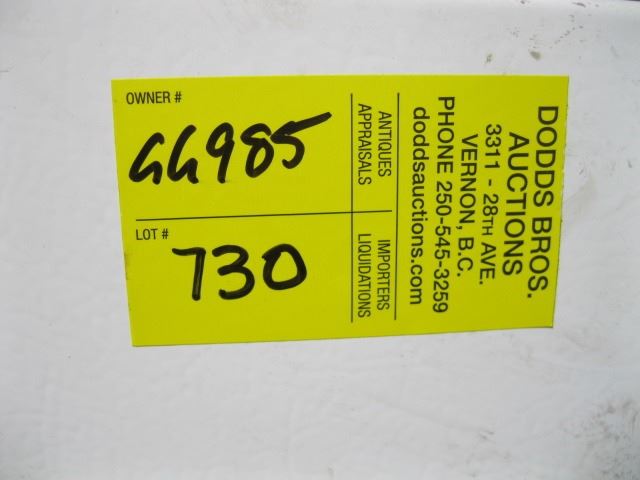 OWNER #
GG985
LOT #
730
ANTIQUES
APPRAISALS
IMPORTERS
LIQUIDATIONS
DODDS BROS.
AUCTIONS
3311 - 28TH AVE.
VERNON, B.C.
PHONE 250-545-3259
doddsauctions.com